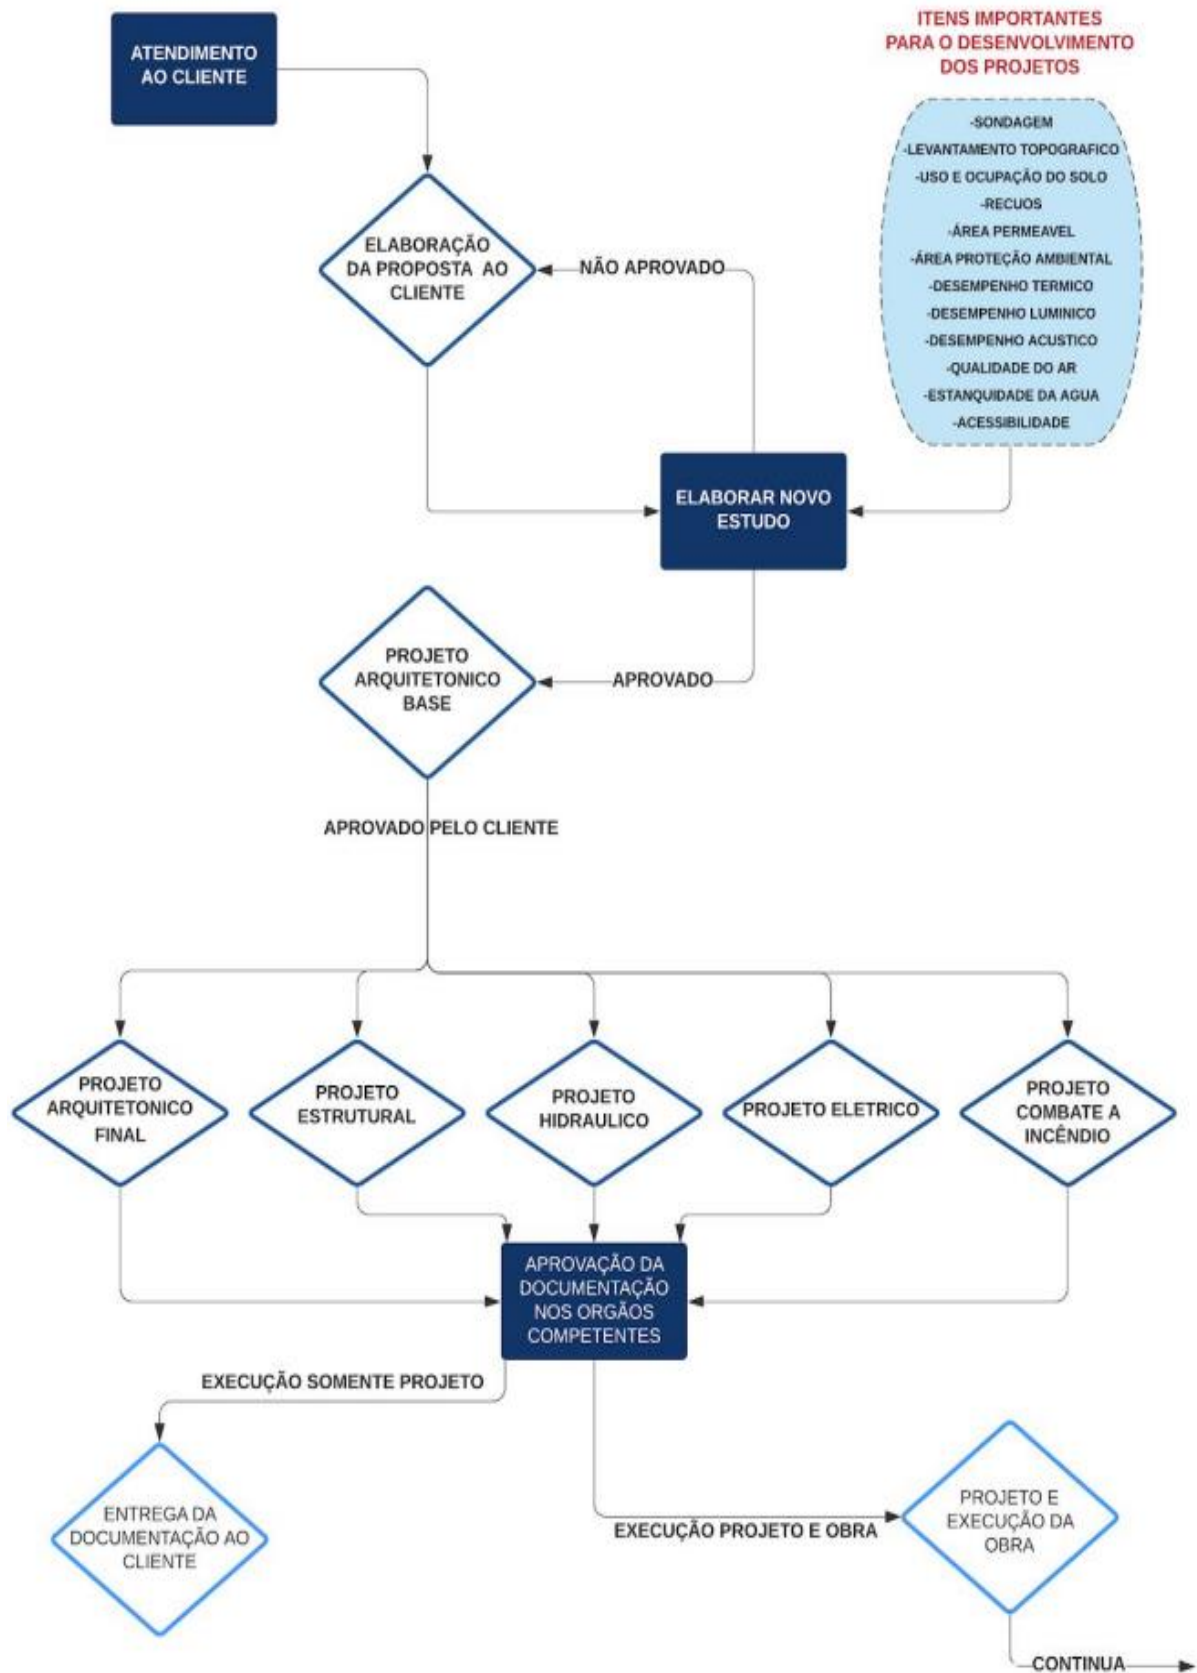 ATENDIMENTO
AO CLIENTE
ITENS IMPORTANTES
PARA O DESENVOLVIMENTO
DOS PROJETOS
-SONDAGEM
-LEVANTAMENTO TOPOGRAFICO
-USO E OCUPAÇÃO DO SOLO
-RECUOS
-ÁREA PERMEAVEL
-ÁREA PROTEÇÃO AMBIENTAL
-DESEMPENHO TERMICO
-DESEMPENHO LUMINICO
-DESEMPENHO ACUSTICO
-QUALIDADE DO AR
-ESTANQUIDADE DA AGUA
-ACESSIBILIDADE
ELABORAÇÃO
DA PROPOSTA AO
CLIENTE
NÃO APROVADO
ELABORAR NOVO
ESTUDO
PROJETO
ARQUITETONICO
BASE
APROVADO
APROVADO PELO CLIENTE
PROJETO
ARQUITETONICO
FINAL
PROJETO
ESTRUTURAL
PROJETO
HIDRAULICO
PROJETO ELETRICO
PROJETO
COMBATE A
INCÊNDIO
APROVAÇÃO DA
DOCUMENTAÇÃO
NOS ORGÃOS
COMPETENTES
EXECUÇÃO SOMENTE PROJETO
ENTREGA DA
DOCUMENTAÇÃO AO
CLIENTE
EXECUÇÃO PROJETO E OBRA
PROJETO E
EXECUÇÃO DA
OBRA
CONTINUA